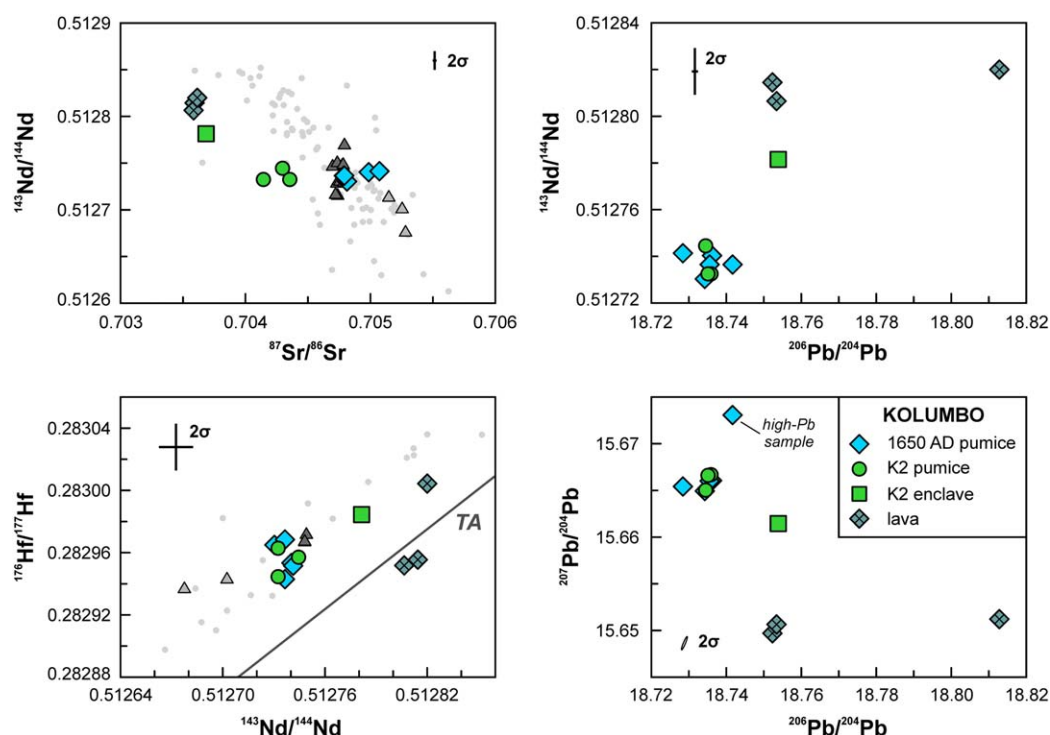 0.5129
0.5128
0.5127
0.5126
¹⁴³Nd/¹⁴⁴Nd
2σ
0.703
0.704
0.705
0.706
⁸⁷Sr/⁸⁶Sr
0.51284
0.51280
0.51276
0.51272
¹⁴³Nd/¹⁴⁴Nd
2σ
18.72
18.74
18.76
18.78
18.80
18.82
²⁰⁶Pb/²⁰⁴Pb
0.28304
0.28300
0.28296
0.28292
0.28288
¹⁷⁶Hf/¹⁷⁷Hf
2σ
TA
0.51264
0.51270
0.51276
0.51282
¹⁴³Nd/¹⁴⁴Nd
15.67
15.66
15.65
²⁰⁷Pb/²⁰⁴Pb
high-Pb
sample
KOLUMBO
1650 AD pumice
K2 pumice
K2 enclave
lava
2σ
18.72
18.74
18.76
18.78
18.80
18.82
²⁰⁶Pb/²⁰⁴Pb